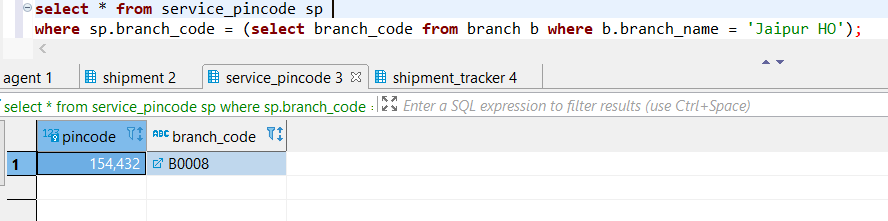 select * from service_pincode sp
where sp.branch_code = (select branch_code from branch b where b.branch_name = 'Jaipur HO');
agent 1 shipment 2 service_pincode 3 shipment_tracker 4
select * from service_pincode sp where sp.branch_code = Enter a SQL expression to filter results (use Ctrl+Space)
123 pincode ABC branch_code
1 154,432 B0008